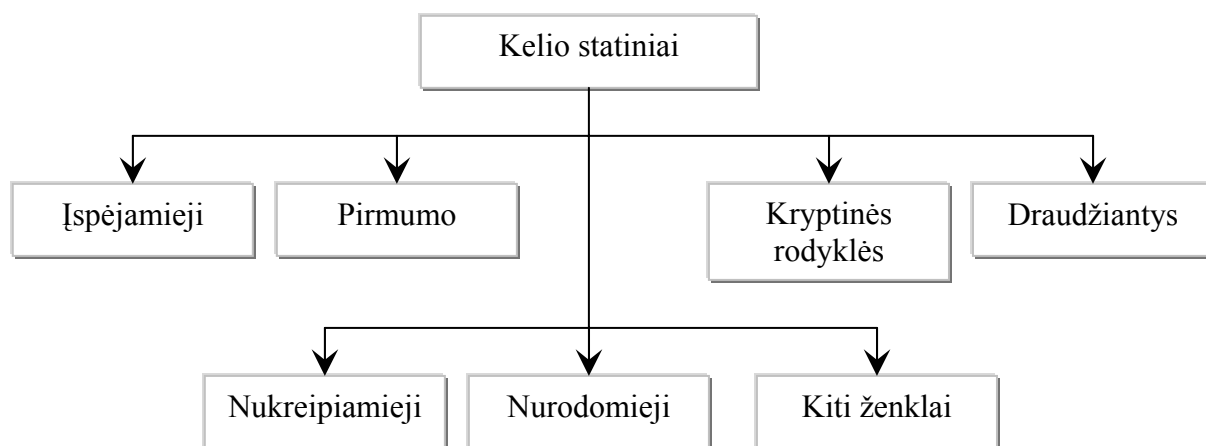 Kelio statiniai
Įspėjamieji
Pirmumo
Kryptinės
rodyklės
Draudžiantys
Nukreipiamieji
Nurodomieji
Kiti ženklai